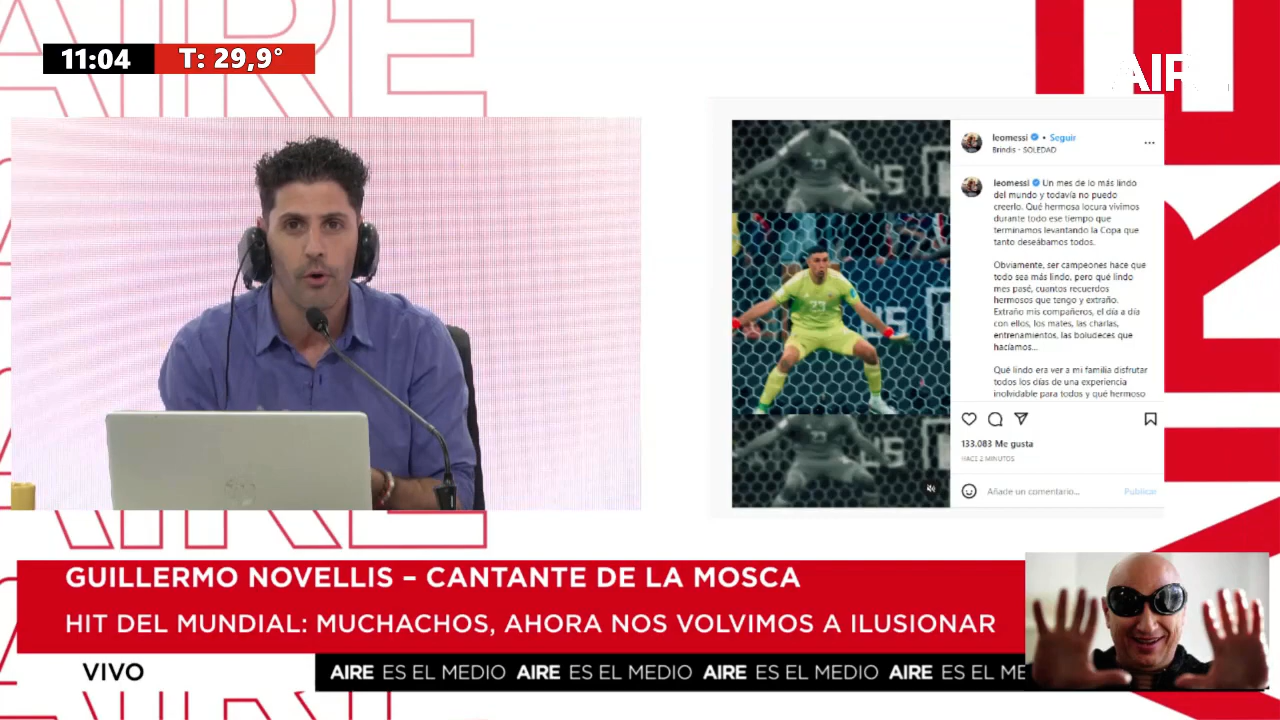 11:04 T: 29,9°
AIRE
leomessi • Seguir
Brindis - SOLEDAD
leomessi Un mes de lo más lindo
del mundo y todavía no puedo
creerlo. Qué hermosa locura vivimos
durante todo ese tiempo que
terminamos levantando la Copa que
tanto deseábamos todos.
Obviamente, ser campeones hace que
todo sea más lindo, pero qué lindo
mes pasé, cuantos recuerdos
hermosos que tengo y extraño.
Extraño mis compañeros, el día a día
con ellos, los mates, las charlas,
entrenamientos, las boludeces que
hacíamos...
Qué lindo era ver a mi familia disfrutar
todos los días de una experiencia
inolvidable para todos y qué hermoso
133.083 Me gusta
HACE 2 MINUTOS
Añade un comentario... Publicar
GUILLERMO NOVELLIS – CANTANTE DE LA MOSCA
HIT DEL MUNDIAL: MUCHACHOS, AHORA NOS VOLVIMOS A ILUSIONAR
VIVO AIRE ES EL MEDIO AIRE ES EL MEDIO AIRE ES EL MEDIO AIRE ES EL ME